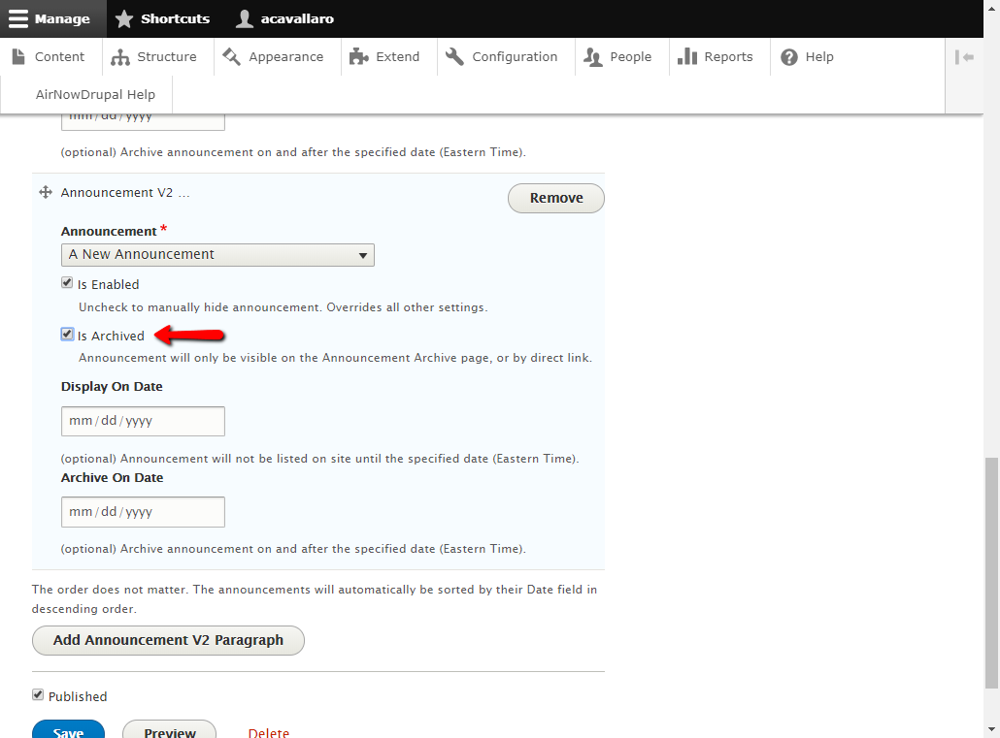 Manage Shortcuts acavallaro
Content Structure Appearance Extend Configuration People Reports Help
AirNowDrupal Help
mm/dd/yyyy
(optional) Archive announcement on and after the specified date (Eastern Time).
Announcement V2 ...
Remove
Announcement *
A New Announcement
Is Enabled
Uncheck to manually hide announcement. Overrides all other settings.
Is Archived
Announcement will only be visible on the Announcement Archive page, or by direct link.
Display On Date
mm/dd/yyyy
(optional) Announcement will not be listed on site until the specified date (Eastern Time).
Archive On Date
mm/dd/yyyy
(optional) Archive announcement on and after the specified date (Eastern Time).
The order does not matter. The announcements will automatically be sorted by their Date field in
descending order.
Add Announcement V2 Paragraph
Published
Save Preview Delete